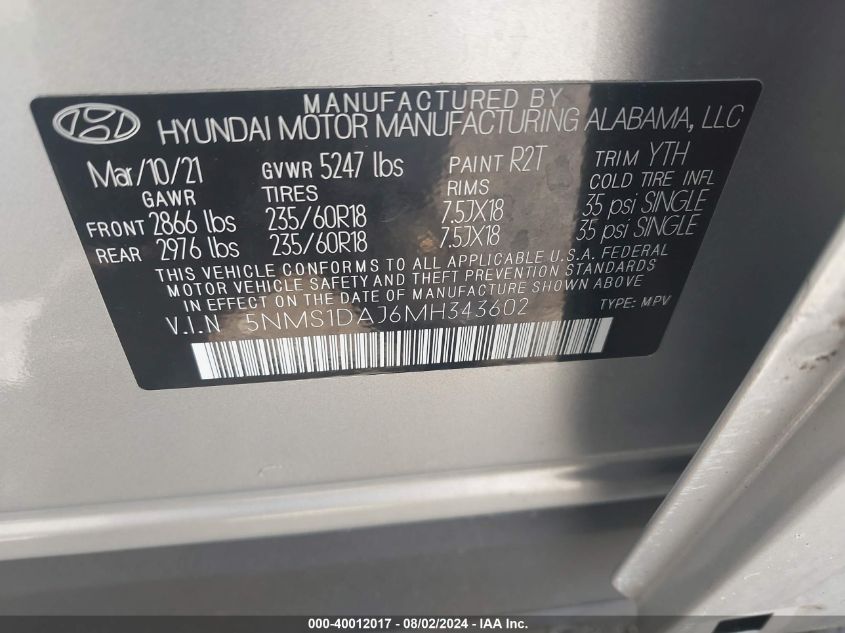 MANUFACTURED BY
HYUNDAI MOTOR MANUFACTURING ALABAMA, LLC
Mar/10/21 GVWR 5247 lbs PAINT R2T TRIM YTH
GAWR TIRES RIMS COLD TIRE INFL
FRONT 2866 lbs 235/60R18 7.5JX18 35 psi SINGLE
REAR 2976 lbs 235/60R18 7.5JX18 35 psi SINGLE
THIS VEHICLE CONFORMS TO ALL APPLICABLE U.S.A. FEDERAL
MOTOR VEHICLE SAFETY AND THEFT PREVENTION STANDARDS
IN EFFECT ON THE DATE OF MANUFACTURE SHOWN ABOVE
V.I.N 5NMS1DAJ6MH343602 TYPE: MPV
000-40012017 - 08/02/2024 - IAA Inc.